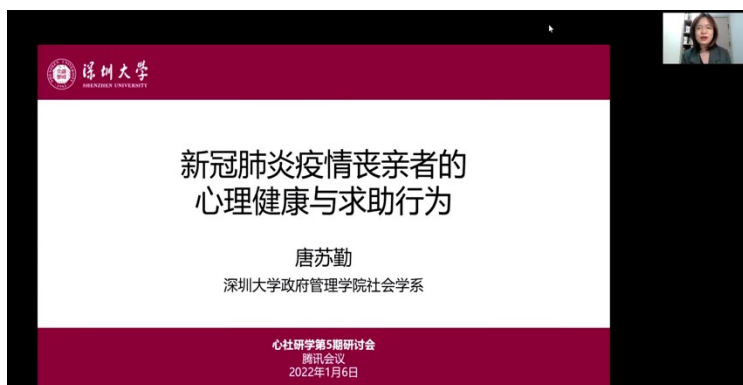 深圳大学
SHENZHEN UNIVERSITY
新冠肺炎疫情丧亲者的
心理健康与求助行为
唐苏勤
深圳大学政府管理学院社会学系
心社研学第5期研讨会
腾讯会议
2022年1月6日